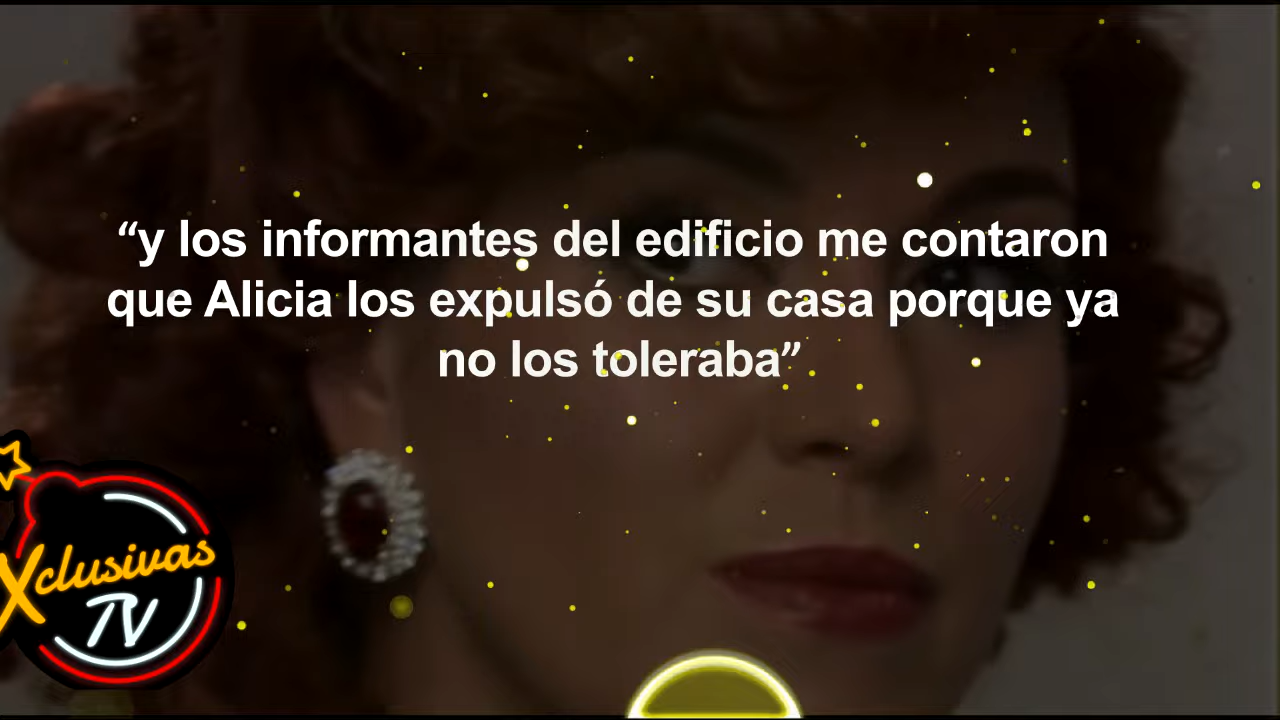 “y los informantes del edificio me contaron
que Alicia los expulsó de su casa porque ya
no los toleraba”
Xclusivas
TV